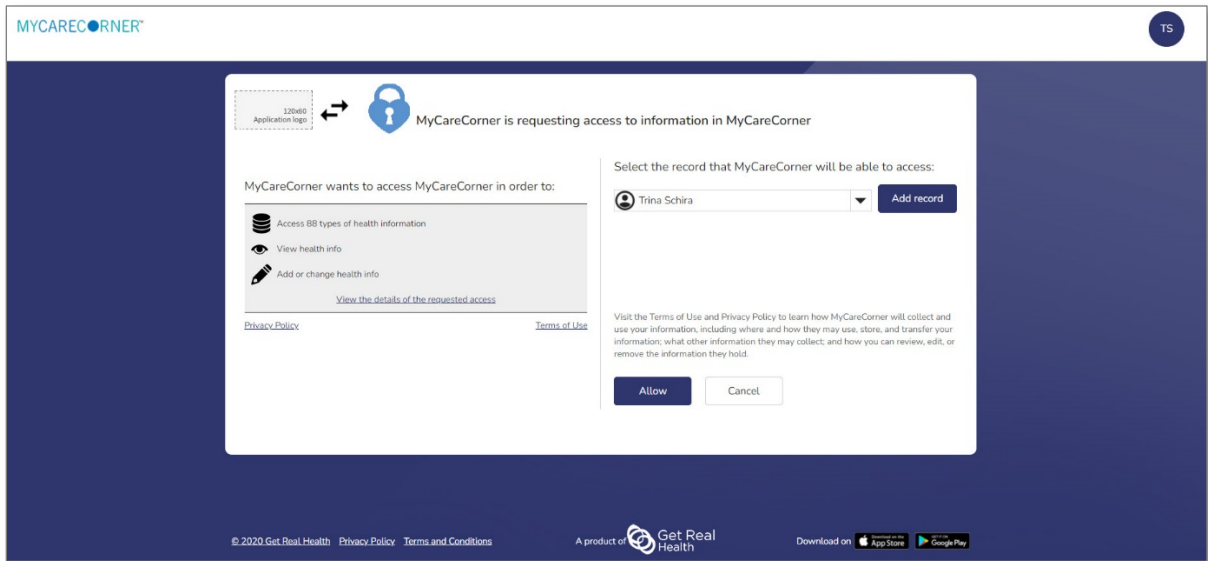 MYCARECORNER™
TS
120x60
Application logo
MyCareCorner is requesting access to information in MyCareCorner
MyCareCorner wants to access MyCareCorner in order to:
Access 88 types of health information
View health info
Add or change health info
View the details of the requested access
Privacy Policy
Terms of Use
Select the record that MyCareCorner will be able to access:
Trina Schira
Add record
Visit the Terms of Use and Privacy Policy to learn how MyCareCorner will collect and
use your information, including where and how they may use, store, and transfer your
information; what other information they may collect; and how you can review, edit, or
remove the information they hold.
Allow
Cancel
© 2020 Get Real Health Privacy Policy Terms and Conditions
A product of Get Real
Health
Download on
Download on the
App Store
GET IT ON
Google Play